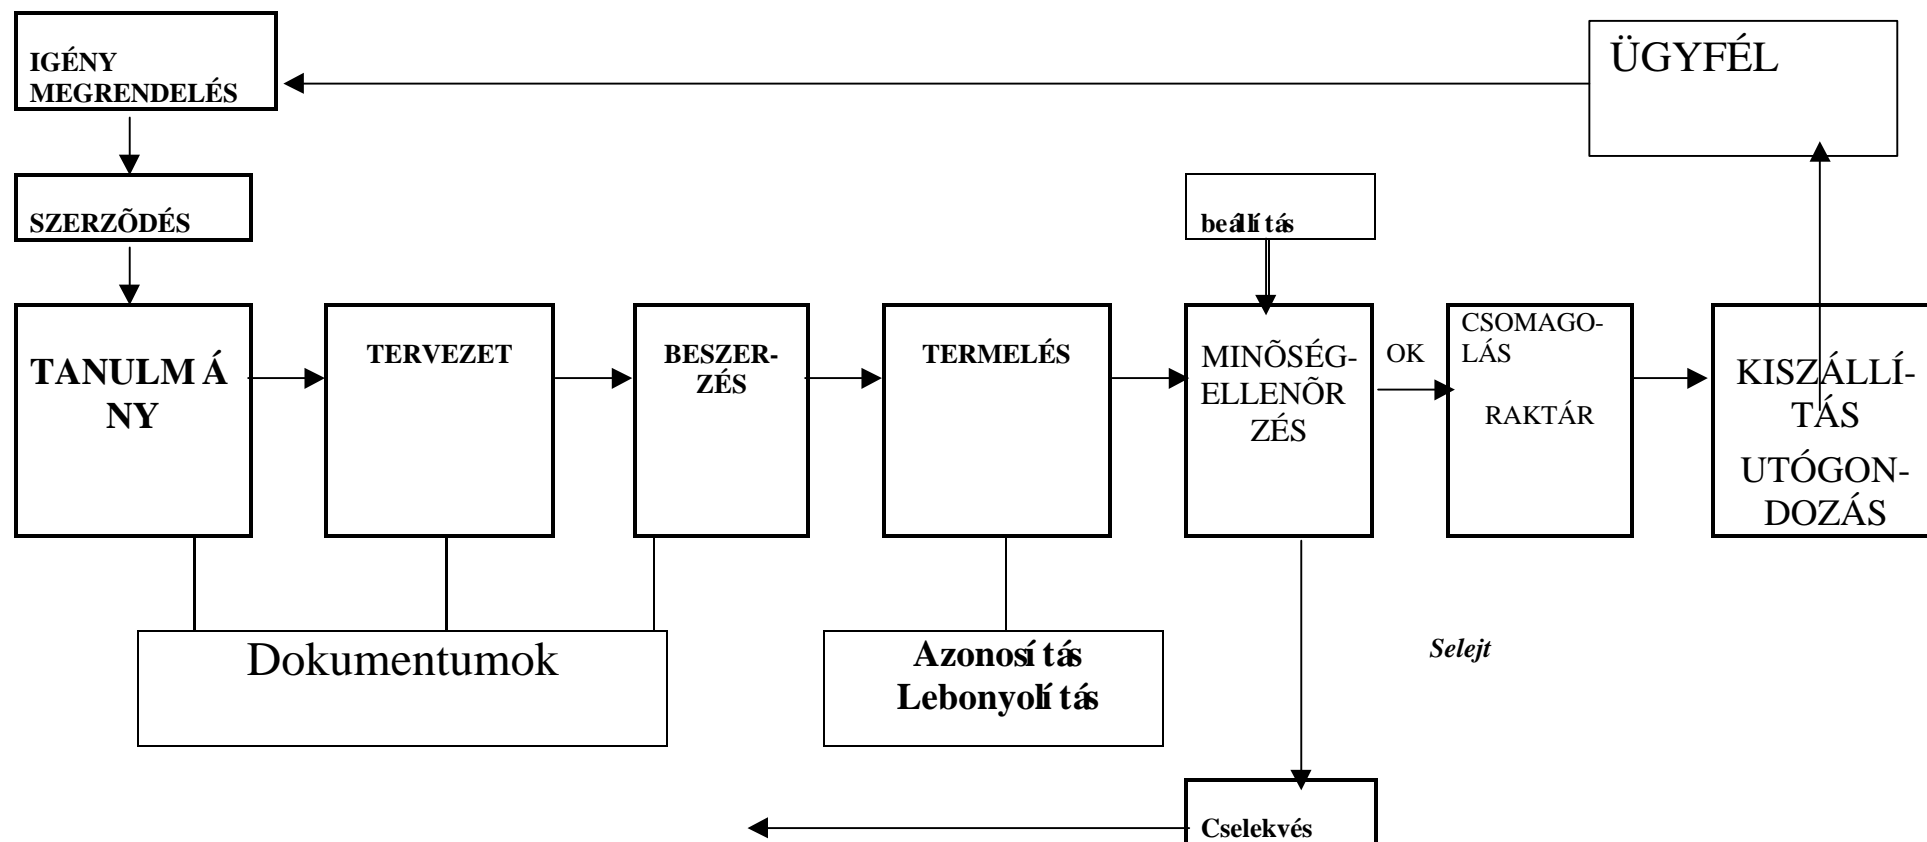 IGÉNY
MEGRENDELÉS
ÜGYFÉL
SZERZÕDÉS
beállítás
TANULMÁ
NY
TERVEZET
BESZER-
ZÉS
TERMELÉS
MINÕSÉG-
ELLENÕR
ZÉS
OK
CSOMAGO-
LÁS
RAKTÁR
KISZÁLLÍ-
TÁS
UTÓGON-
DOZÁS
Dokumentumok
Azonosítás
Lebonyolítás
Selejt
Cselekvés